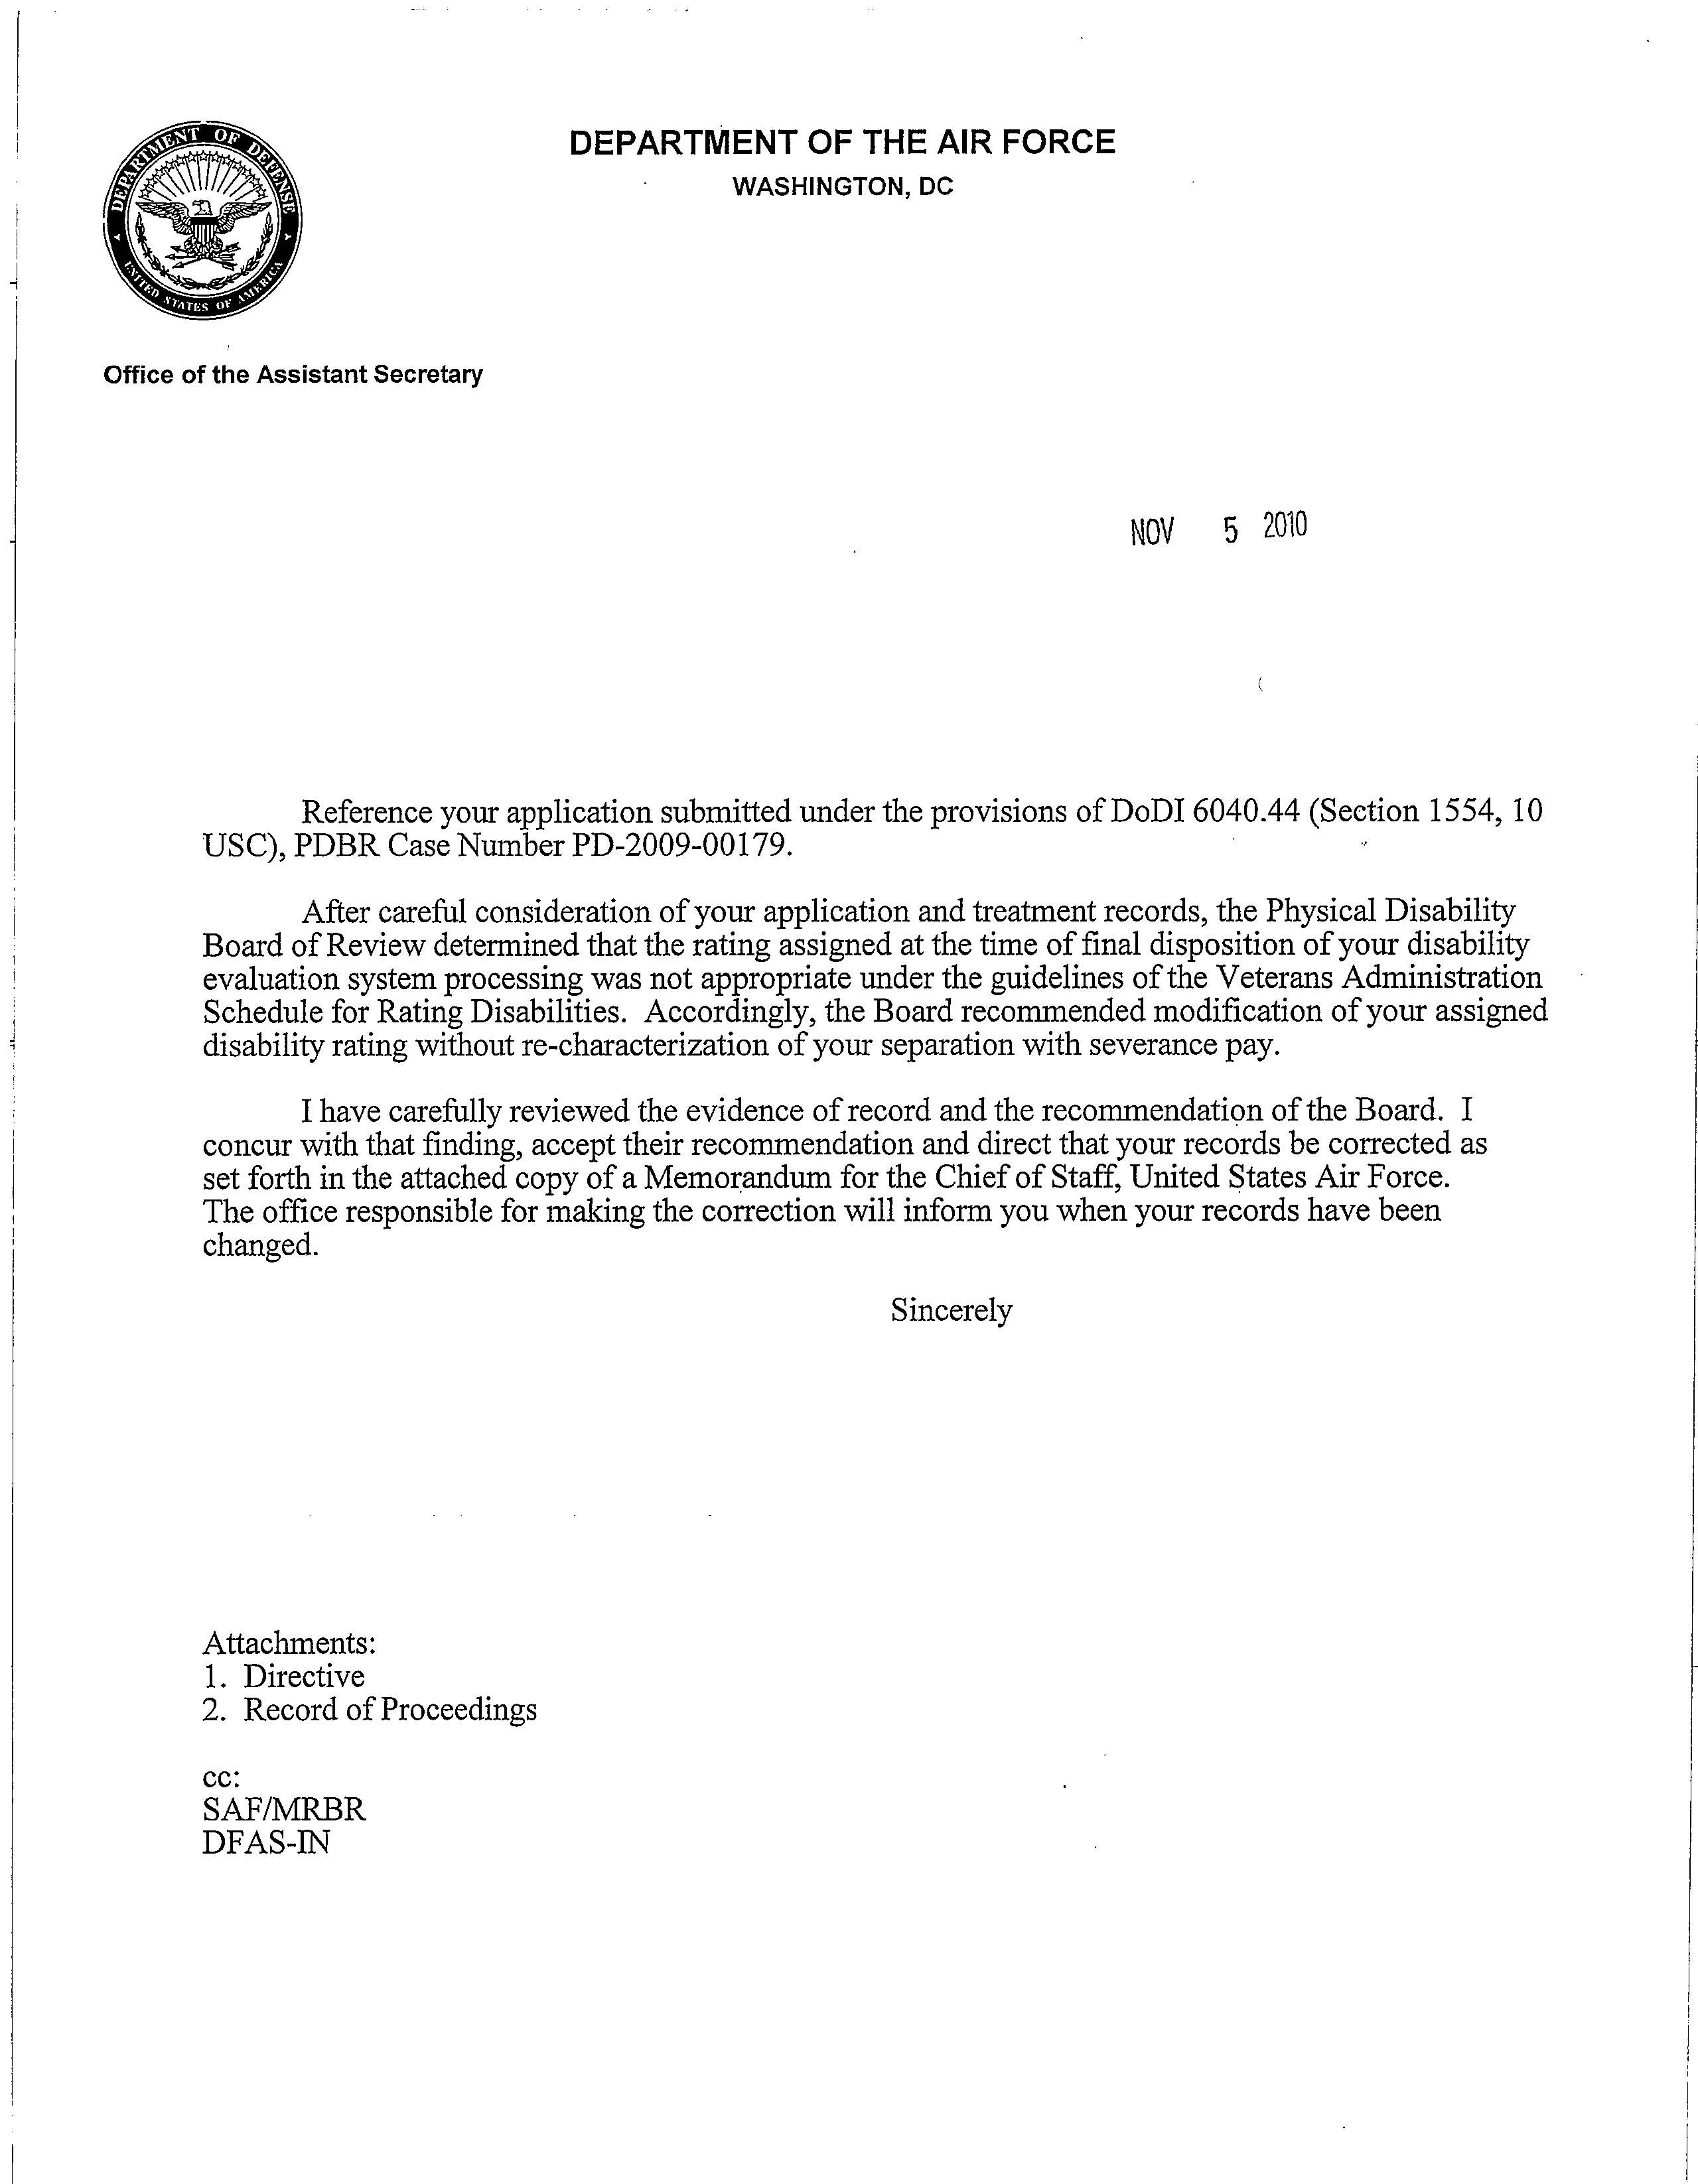 DEPARTMENT OF DEFENSE
UNITED STATES OF AMERICA
DEPARTMENT OF THE AIR FORCE
WASHINGTON, DC
Office of the Assistant Secretary
NOV 5 2010
Reference your application submitted under the provisions of DoDI 6040.44 (Section 1554, 10
USC), PDBR Case Number PD-2009-00179.
After careful consideration of your application and treatment records, the Physical Disability
Board of Review determined that the rating assigned at the time of final disposition of your disability
evaluation system processing was not appropriate under the guidelines of the Veterans Administration
Schedule for Rating Disabilities. Accordingly, the Board recommended modification of your assigned
disability rating without re-characterization of your separation with severance pay.
I have carefully reviewed the evidence of record and the recommendation of the Board. I
concur with that finding, accept their recommendation and direct that your records be corrected as
set forth in the attached copy of a Memorandum for the Chief of Staff, United States Air Force.
The office responsible for making the correction will inform you when your records have been
changed.
Sincerely
Attachments:
1. Directive
2. Record of Proceedings
cc:
SAF/MRBR
DFAS-IN